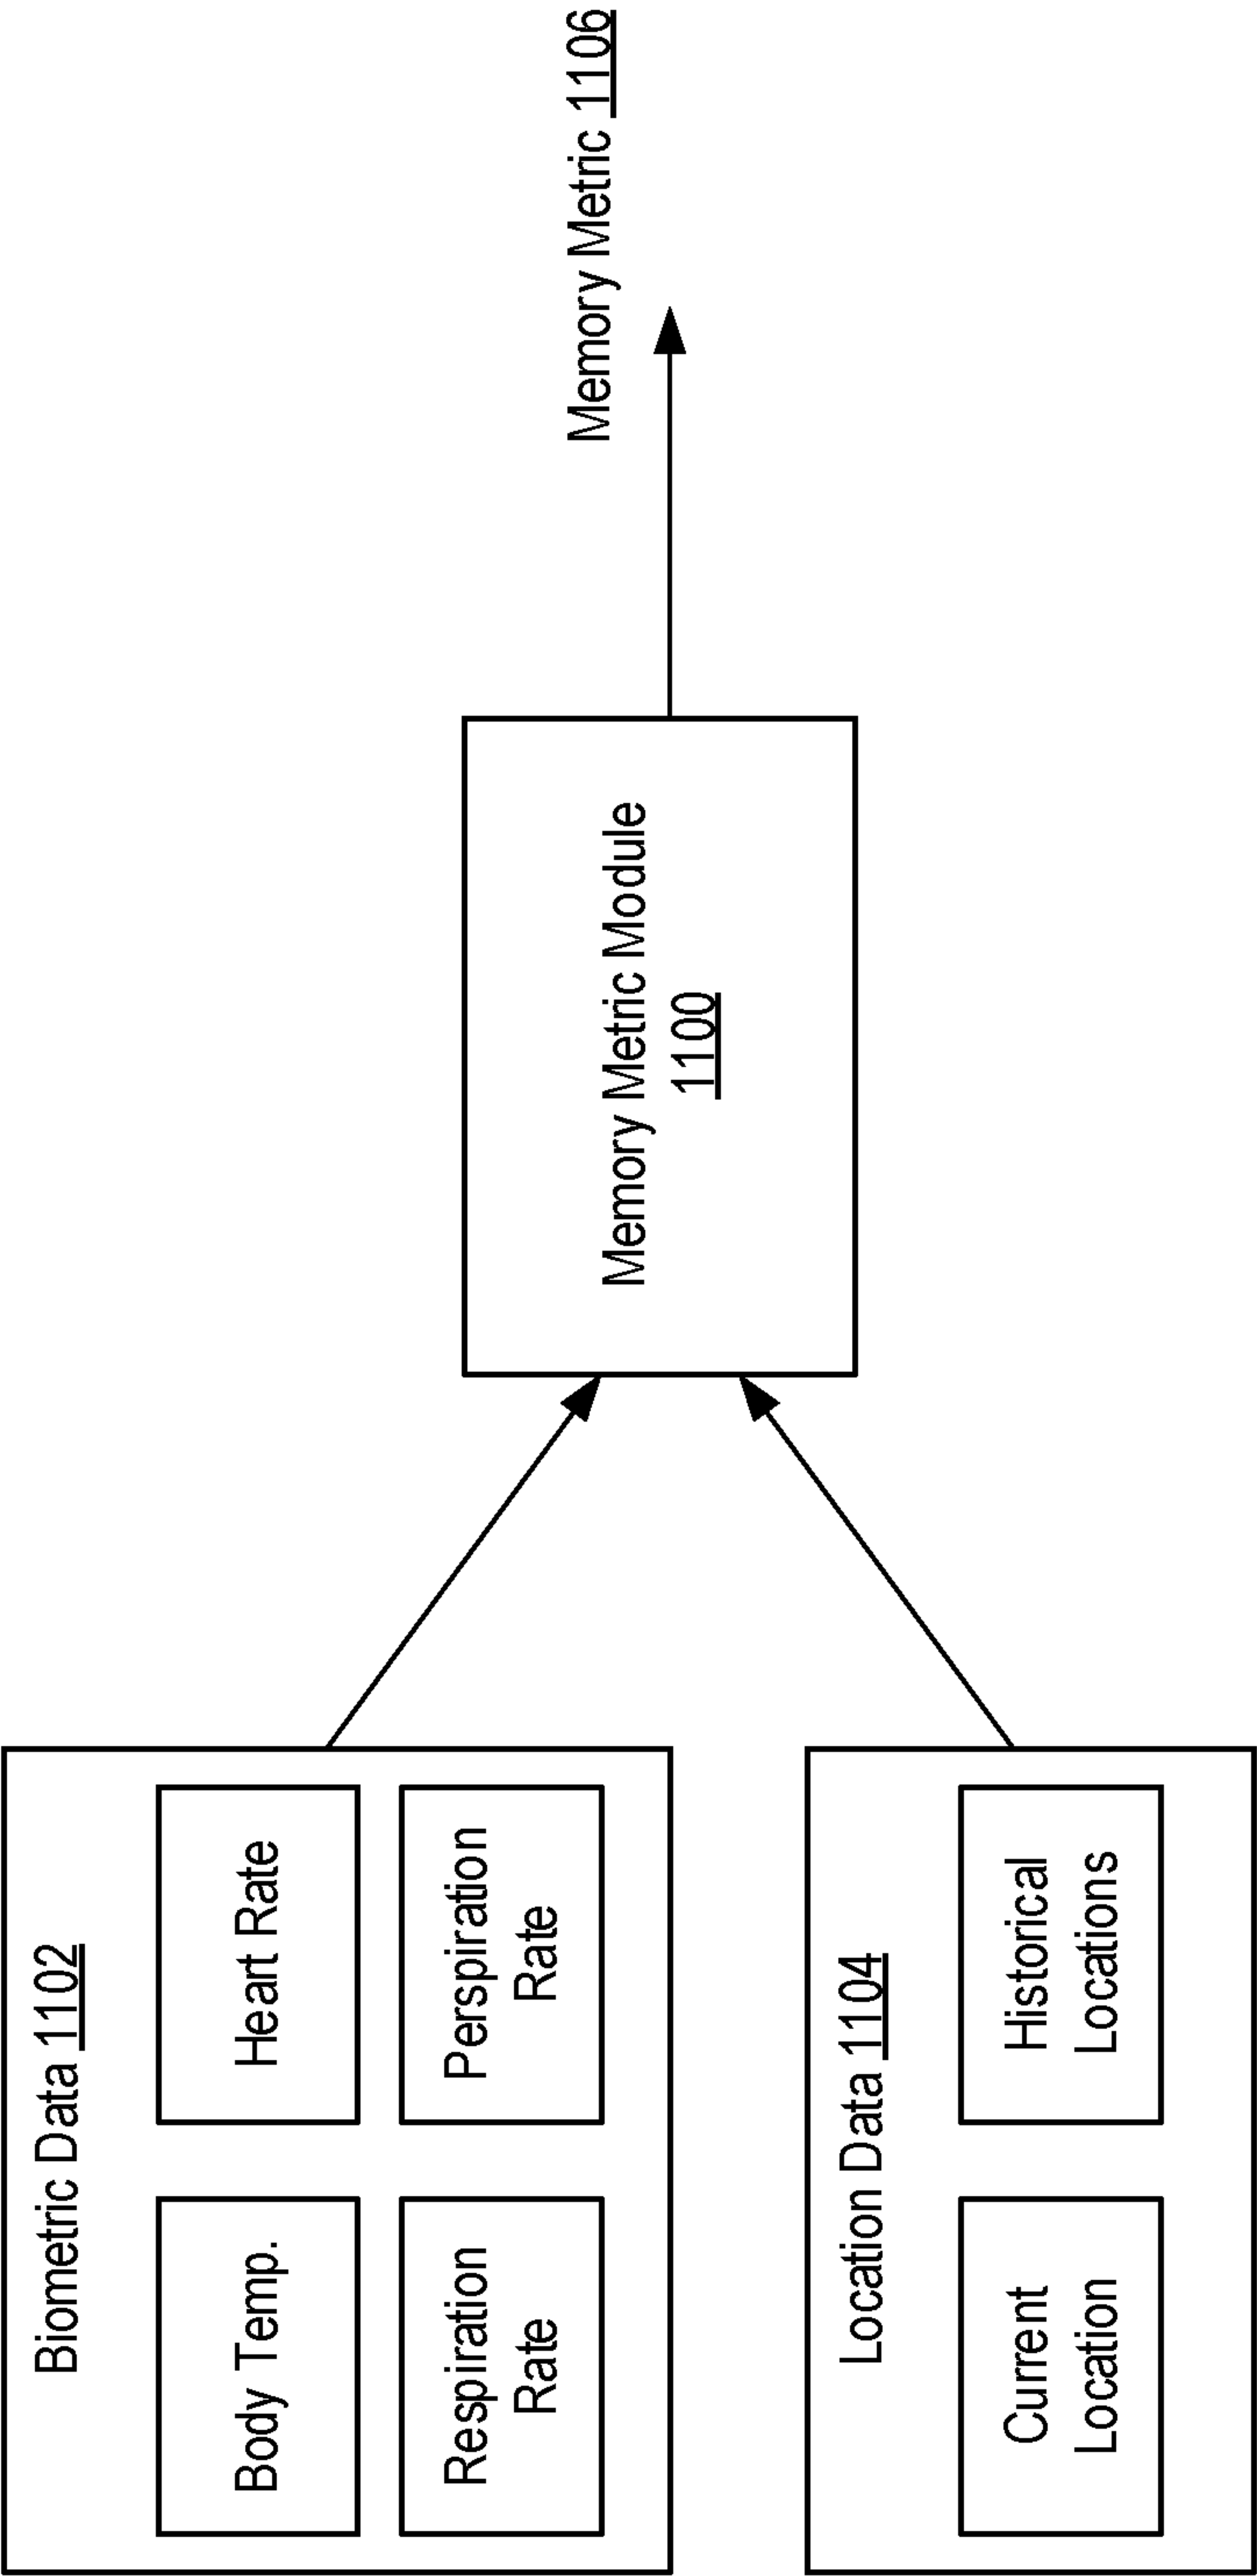 Biometric Data 1102
Body Temp.
Heart Rate
Respiration
Rate
Perspiration
Rate
Location Data 1104
Current
Location
Historical
Locations
Memory Metric Module
1100
Memory Metric 1106